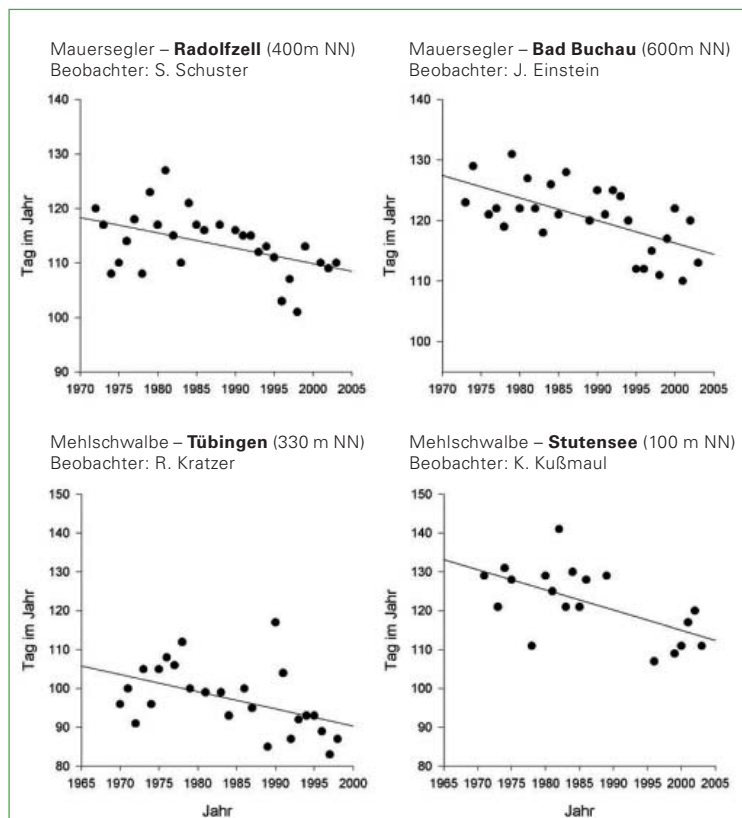 Mauersegler – Radolfzell (400m NN)
Beobachter: S. Schuster
140
130
120
110
100
90
Tag im Jahr
1970 1975 1980 1985 1990 1995 2000 2005
Mauersegler – Bad Buchau (600m NN)
Beobachter: J. Einstein
140
130
120
110
100
Tag im Jahr
1970 1975 1980 1985 1990 1995 2000 2005
Mehlschwalbe – Tübingen (330 m NN)
Beobachter: R. Kratzer
150
140
130
120
110
100
90
80
Tag im Jahr
1965 1970 1975 1980 1985 1990 1995 2000
Jahr
Mehlschwalbe – Stutensee (100 m NN)
Beobachter: K. Kußmaul
150
140
130
120
110
100
90
80
Tag im Jahr
1965 1970 1975 1980 1985 1990 1995 2000 2005
Jahr